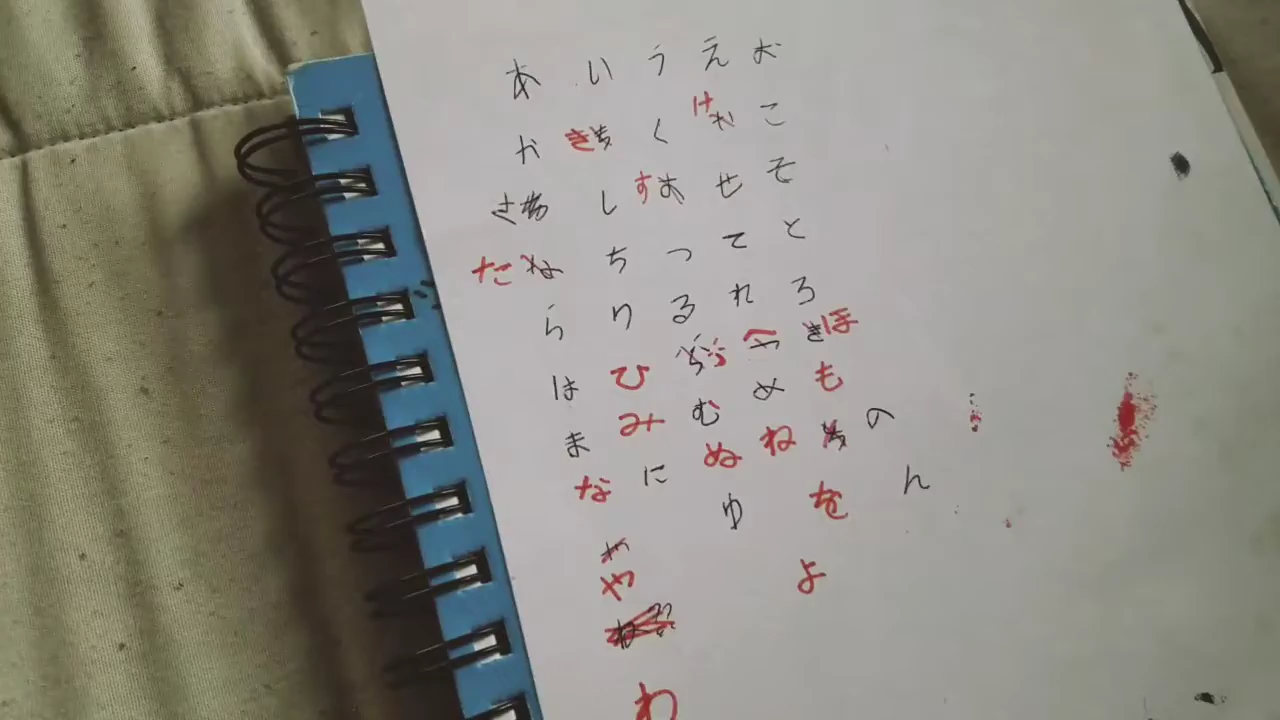 あ い う え お
か き く け こ
さ し す せ そ
た ち つ て と
ら り る れ ろ
は ひ ふ へ ほ
ま み む め も
な に ぬ ね の
ゆ を ん
や よ
わ